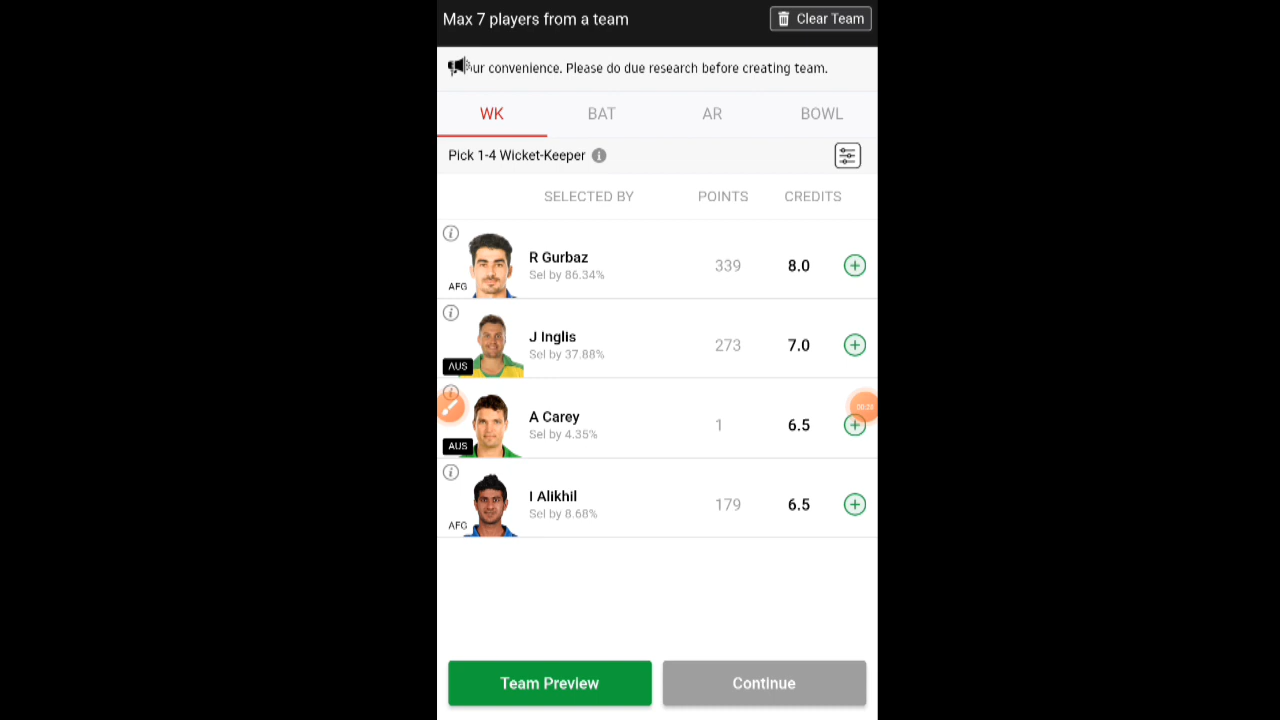 Max 7 players from a team
Clear Team
ur convenience. Please do due research before creating team.
WK BAT AR BOWL
Pick 1-4 Wicket-Keeper i
SELECTED BY POINTS CREDITS
i
R Gurbaz
Sel by 86.34%
339 8.0
AFG
i
J Inglis
Sel by 37.88%
273 7.0
AUS
i
A Carey
Sel by 4.35%
1 6.5
AUS
i
I Alikhil
Sel by 8.68%
179 6.5
AFG
Team Preview Continue